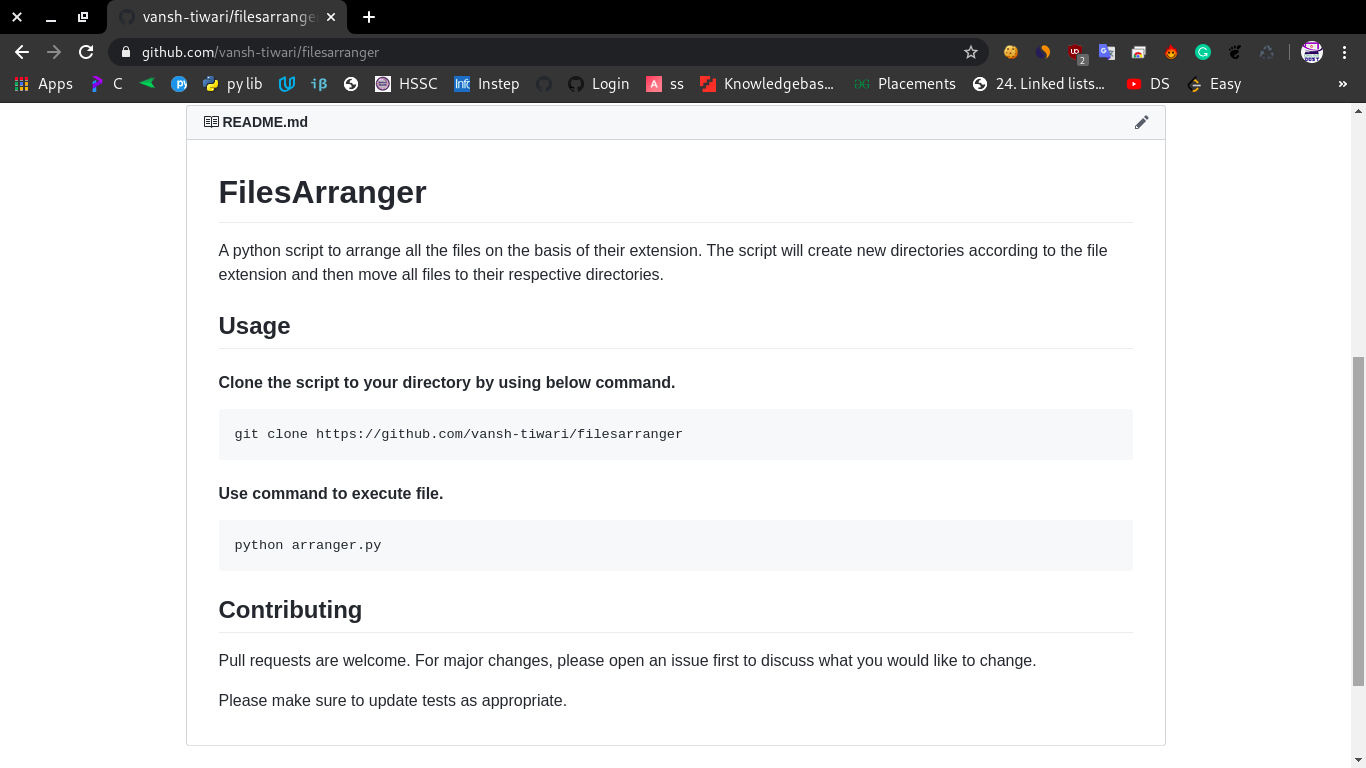 vansh-tiwari/filesarrange
github.com/vansh-tiwari/filesarranger
2
Apps C py lib iβ HSSC Instep Login A ss Knowledgebas... Placements 24. Linked lists... DS Easy »
README.md
FilesArranger
A python script to arrange all the files on the basis of their extension. The script will create new directories according to the file
extension and then move all files to their respective directories.
Usage
Clone the script to your directory by using below command.
git clone https://github.com/vansh-tiwari/filesarranger
Use command to execute file.
python arranger.py
Contributing
Pull requests are welcome. For major changes, please open an issue first to discuss what you would like to change.
Please make sure to update tests as appropriate.